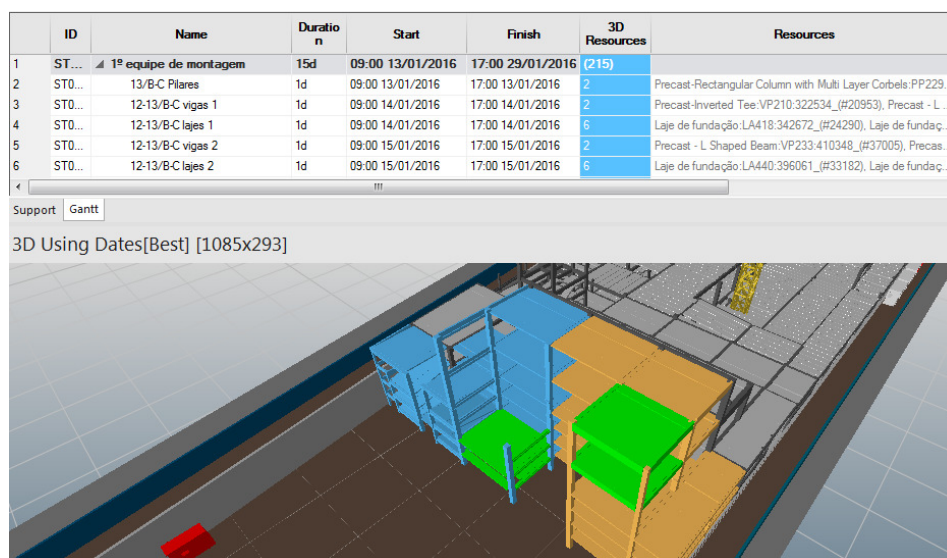 ID Name Duratio n Start Finish 3D Resources Resources
1 ST... 1º equipe de montagem 15d 09:00 13/01/2016 17:00 29/01/2016 (215)
2 ST0... 13/B-C Pilares 1d 09:00 13/01/2016 17:00 13/01/2016 2 Precast-Rectangular Column with Multi Layer Corbels:PP229.
3 ST0... 12-13/B-C vigas 1 1d 09:00 14/01/2016 17:00 14/01/2016 2 Precast-Inverted Tee:VP210:322534_(#20953), Precast - L ..
4 ST0... 12-13/B-C lajes 1 1d 09:00 14/01/2016 17:00 14/01/2016 6 Laje de fundação:LA418:342672_(#24290), Laje de fundaç..
5 ST0... 12-13/B-C vigas 2 1d 09:00 15/01/2016 17:00 15/01/2016 2 Precast - L Shaped Beam:VP233:410348_(#37005), Precas..
6 ST0... 12-13/B-C lajes 2 1d 09:00 15/01/2016 17:00 15/01/2016 6 Laje de fundação:LA440:396061_(#33182), Laje de fundaç..
Support Gantt
3D Using Dates[Best] [1085x293]